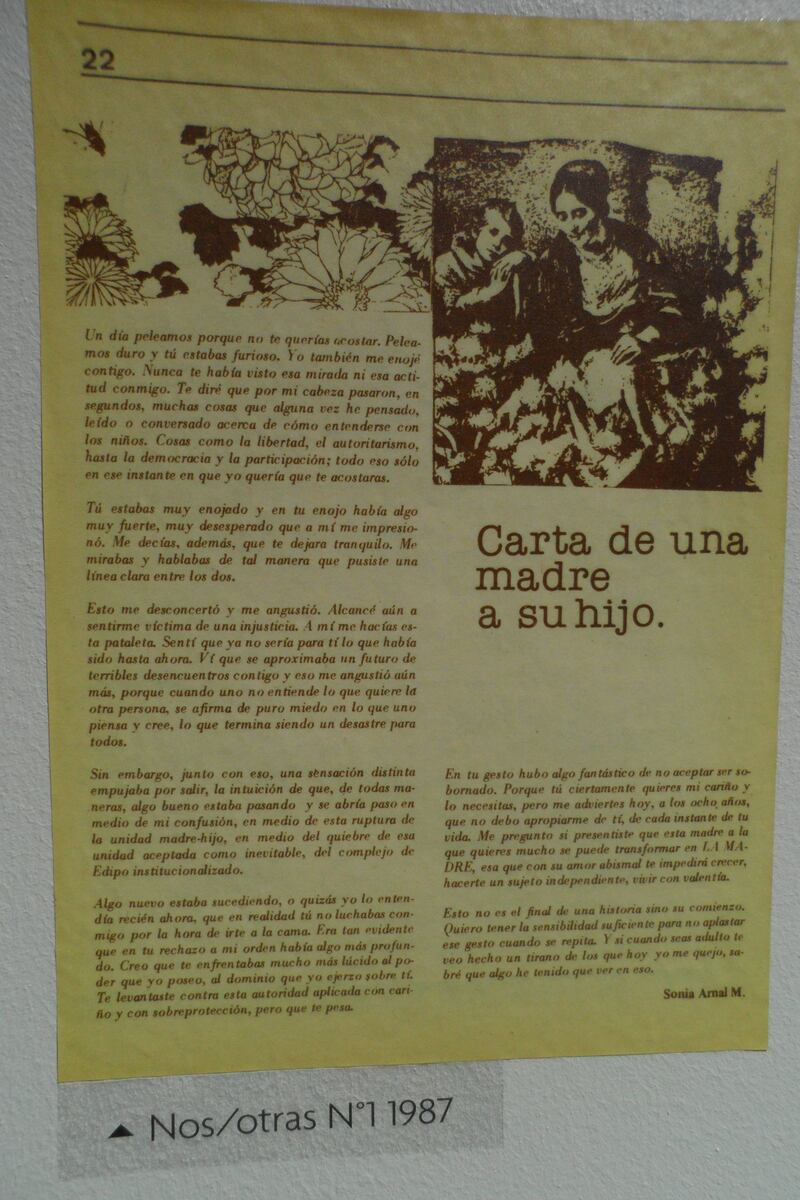 22
Un día peleamos porque no te querías acostar. Pelea-
mos duro y tú estabas furioso. Yo también me enojé
contigo. Nunca te había visto esa mirada ni esa acti-
tud conmigo. Te diré que por mi cabeza pasaron, en
segundos, muchas cosas que alguna vez he pensado,
leído o conversado acerca de cómo entenderse con
los niños. Cosas como la libertad, el autoritarismo,
hasta la democracia y la participación; todo eso sólo
en ese instante en que yo quería que te acostaras.
Tú estabas muy enojado y en tu enojo había algo
muy fuerte, muy desesperado que a mí me impresio-
nó. Me decías, además, que te dejara tranquilo. Me
mirabas y hablabas de tal manera que pusiste una
línea clara entre los dos.
Esto me desconcertó y me angustió. Alcancé aún a
sentirme víctima de una injusticia. A mí me hacías es-
ta pataleta. Sentí que ya no sería para tí lo que había
sido hasta ahora. Ví que se aproximaba un futuro de
terribles desencuentros contigo y eso me angustió aún
más, porque cuando uno no entiende lo que quiere la
otra persona, se afirma de puro miedo en lo que uno
piensa y cree, lo que termina siendo un desastre para
todos.
Sin embargo, junto con eso, una sensación distinta
empujaba por salir, la intuición de que, de todas ma-
neras, algo bueno estaba pasando y se abría paso en
medio de mi confusión, en medio de esta ruptura de
la unidad madre-hijo, en medio del quiebre de esa
unidad aceptada como inevitable, del complejo de
Edipo institucionalizado.
Algo nuevo estaba sucediendo, o quizás yo lo enten-
día recién ahora, que en realidad tú no luchabas con-
migo por la hora de irte a la cama. Era tan evidente
que en tu rechazo a mi orden había algo más profun-
do. Creo que te enfrentabas mucho más lúcido al po-
der que yo poseo, al dominio que yo ejerzo sobre tí.
Te levantaste contra esta autoridad aplicada con cari-
ño y con sobreprotección, pero que te pesa.
Carta de una
madre
a su hijo.
En tu gesto hubo algo fantástico de no aceptar ser so-
bornado. Porque tú ciertamente quieres mi cariño y
lo necesitas, pero me adviertes hoy, a los ocho años,
que no debo apropiarme de tí, de cada instante de tu
vida. Me pregunto si presentiste que esta madre a la
que quieres mucho se puede transformar en LA MA-
DRE, esa que con su amor abismal te impedirá crecer,
hacerte un sujeto independiente, vivir con valentía.
Esto no es el final de una historia sino su comienzo.
Quiero tener la sensibilidad suficiente para no aplastar
ese gesto cuando se repita. Y si cuando seas adulto te
veo hecho un tirano de los que hoy yo me quejo, sa-
bré que algo he tenido que ver en eso.
Sonia Arnal M.
▲ Nos/otras N°1 1987